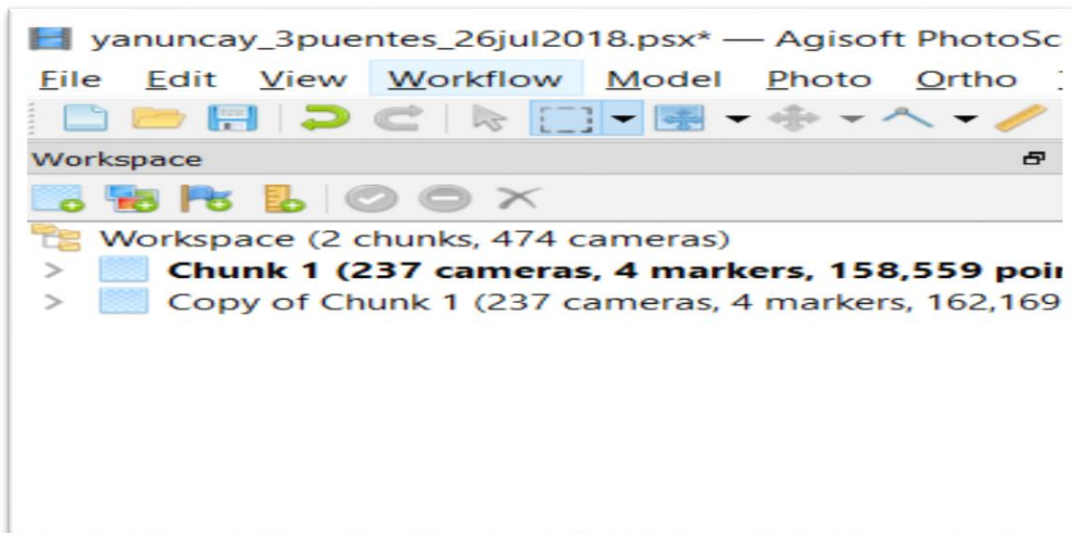 yanuncay_3puentes_26jul2018.psx* — Agisoft PhotoSc
File Edit View Workflow Model Photo Ortho
Workspace
Workspace (2 chunks, 474 cameras)
Chunk 1 (237 cameras, 4 markers, 158,559 poi
Copy of Chunk 1 (237 cameras, 4 markers, 162,169